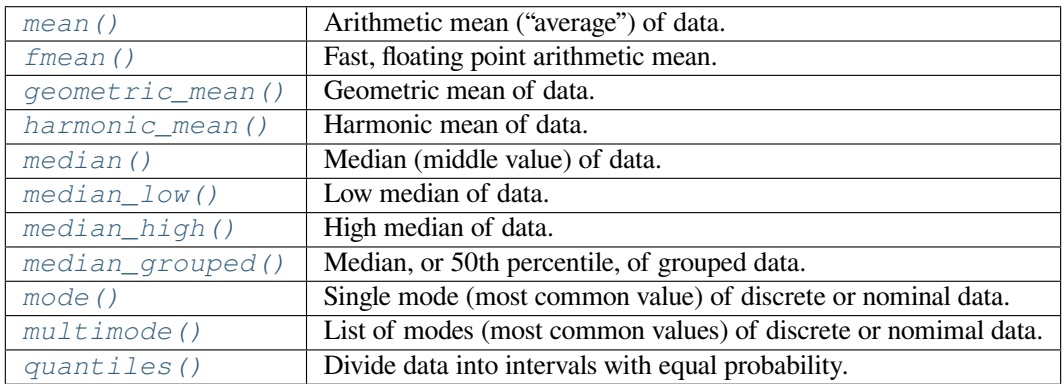 mean() Arithmetic mean (“average”) of data.
fmean() Fast, floating point arithmetic mean.
geometric_mean() Geometric mean of data.
harmonic_mean() Harmonic mean of data.
median() Median (middle value) of data.
median_low() Low median of data.
median_high() High median of data.
median_grouped() Median, or 50th percentile, of grouped data.
mode() Single mode (most common value) of discrete or nominal data.
multimode() List of modes (most common values) of discrete or nomimal data.
quantiles() Divide data into intervals with equal probability.